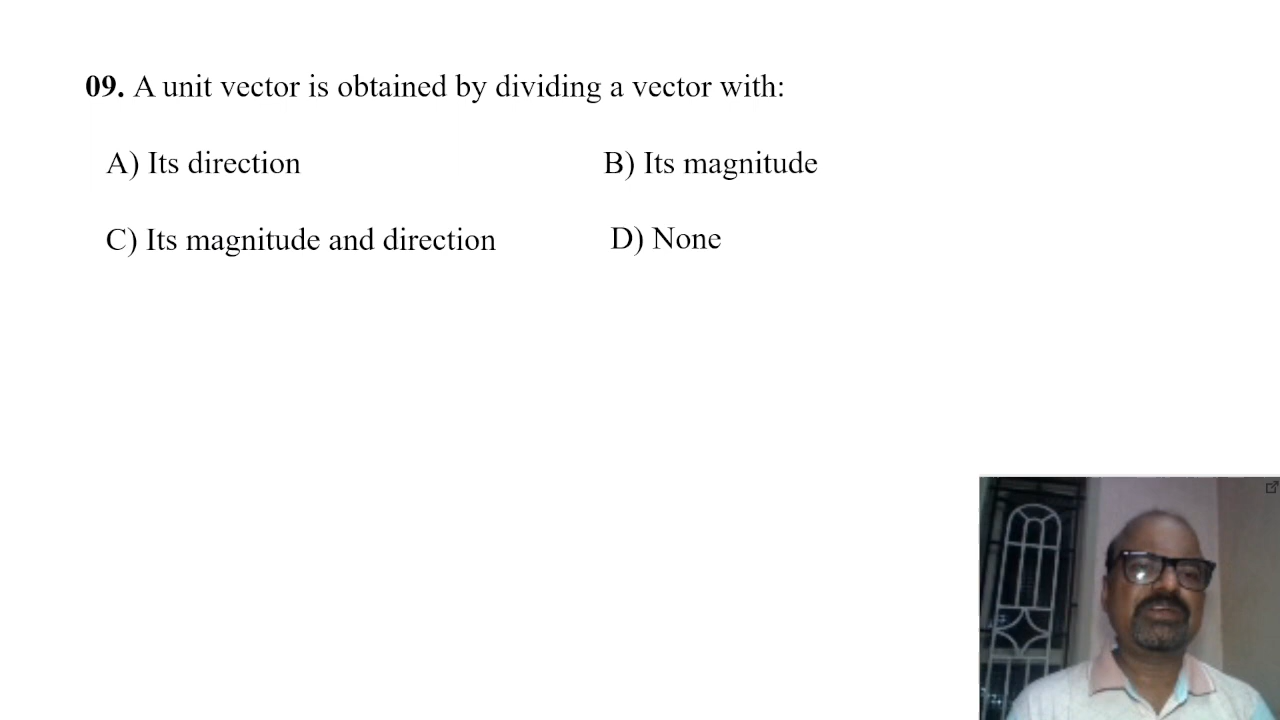 09. A unit vector is obtained by dividing a vector with:
A) Its direction B) Its magnitude
C) Its magnitude and direction D) None